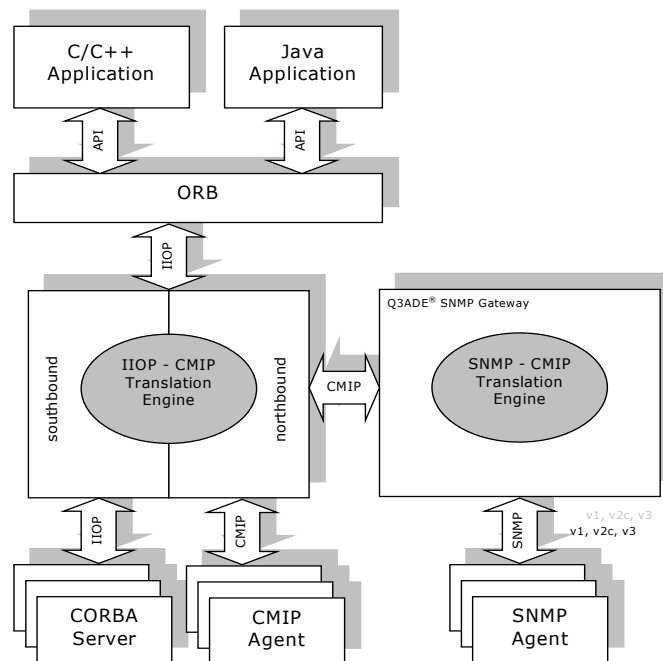 C/C++
Application
Java
Application
API
API
ORB
IIOP
Q3ADE® SNMP Gateway
southbound
IIOP - CMIP
Translation
Engine
northbound
CMIP
SNMP - CMIP
Translation
Engine
IIOP
CMIP
SNMP
v1, v2c, v3
v1, v2c, v3
CORBA
Server
CMIP
Agent
SNMP
Agent